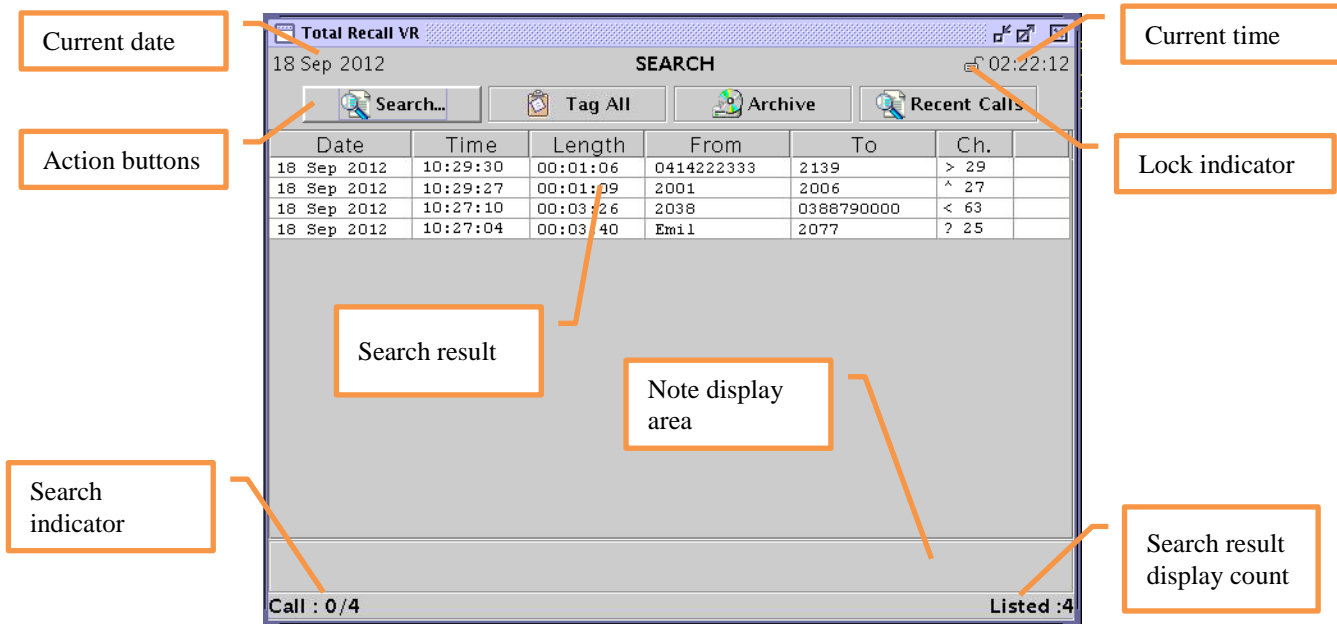 Current date
Total Recall VR
Current time
18 Sep 2012 SEARCH 02:22:12
Search... Tag All Archive Recent Calls
Action buttons
Lock indicator
Date Time Length From To Ch.
18 Sep 2012 10:29:30 00:01:06 0414222333 2139 > 29
18 Sep 2012 10:29:27 00:01:09 2001 2006 ^ 27
18 Sep 2012 10:27:10 00:03:26 2038 0388790000 < 63
18 Sep 2012 10:27:04 00:03:40 Emil 2077 ? 25
Search result
Note display
area
Search
indicator
Search result
display count
Call : 0/4 Listed :4